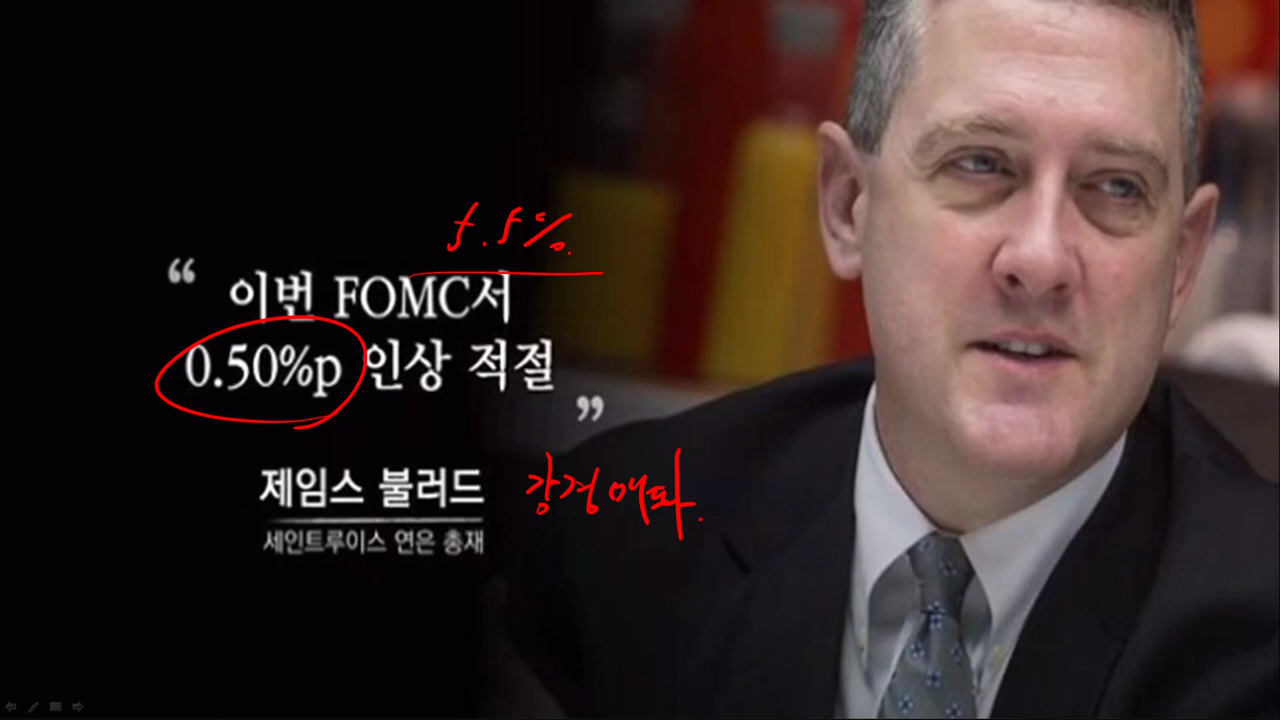 5.5%.
“ 이번 FOMC서
0.50%p 인상 적절 ”
제임스 불러드 강경 매파.
세인트루이스 연은 총재